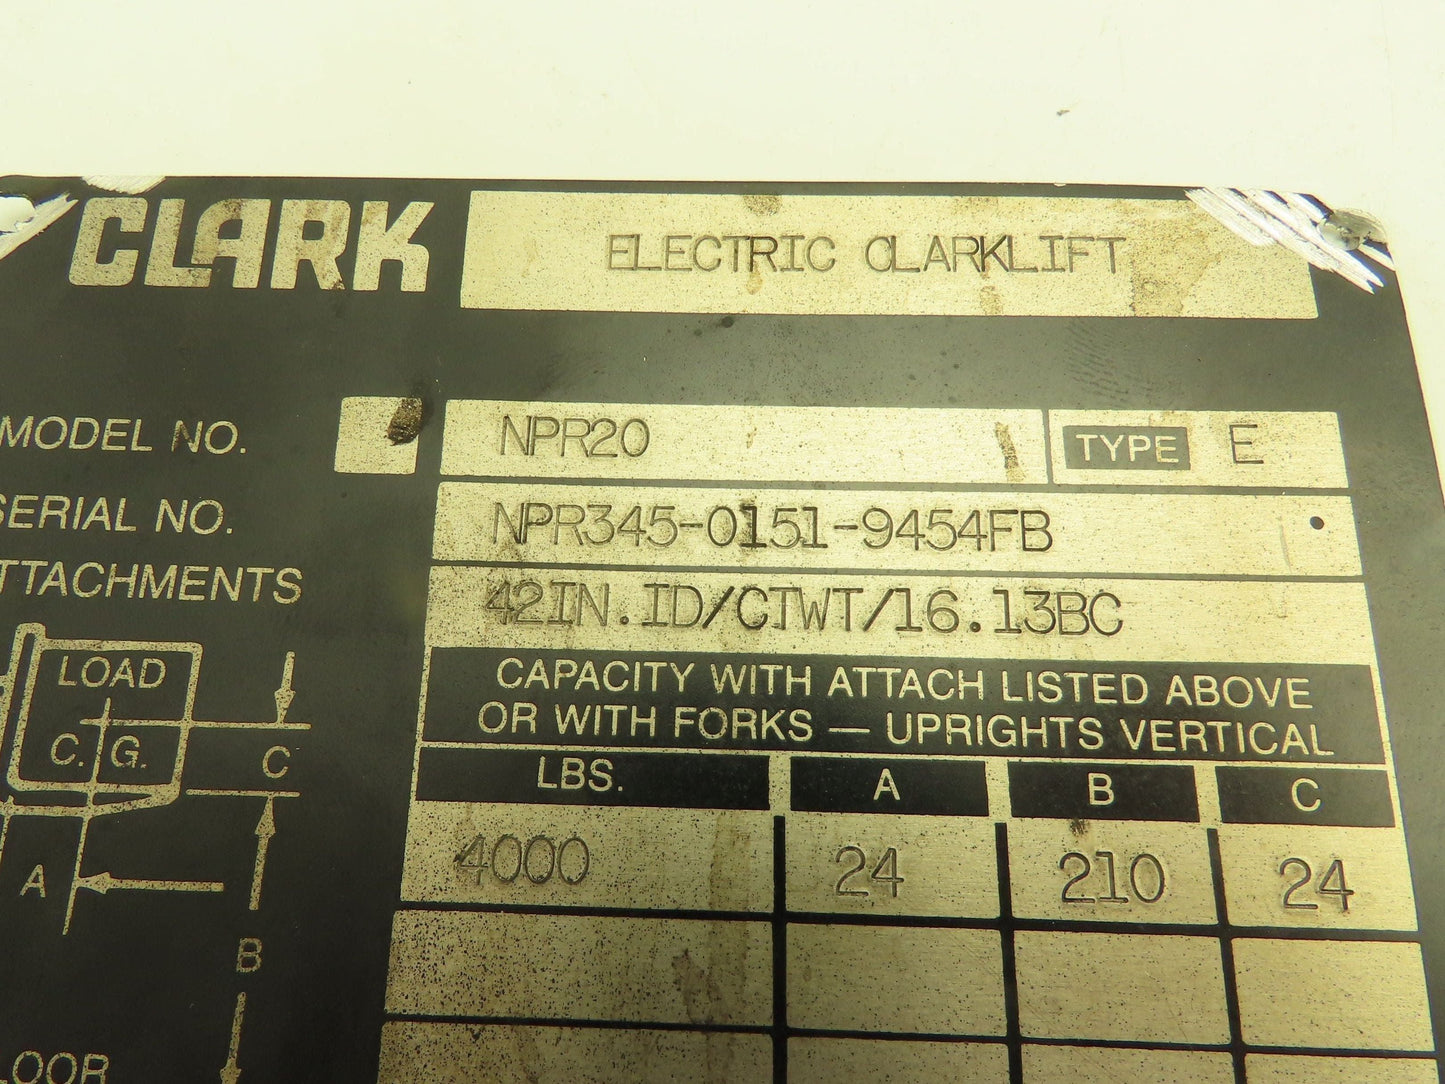 CLARK ELECTRIC CLARKLIFT
MODEL NO. NPR20 TYPE E
SERIAL NO. NPR345-0151-9454FB
TTACHMENTS 42IN.ID/CTWT/16.13BC
CAPACITY WITH ATTACH LISTED ABOVE
OR WITH FORKS — UPRIGHTS VERTICAL
LBS. A B C
4000 24 210 24
LOAD
C. G. C
A
B
LOOR